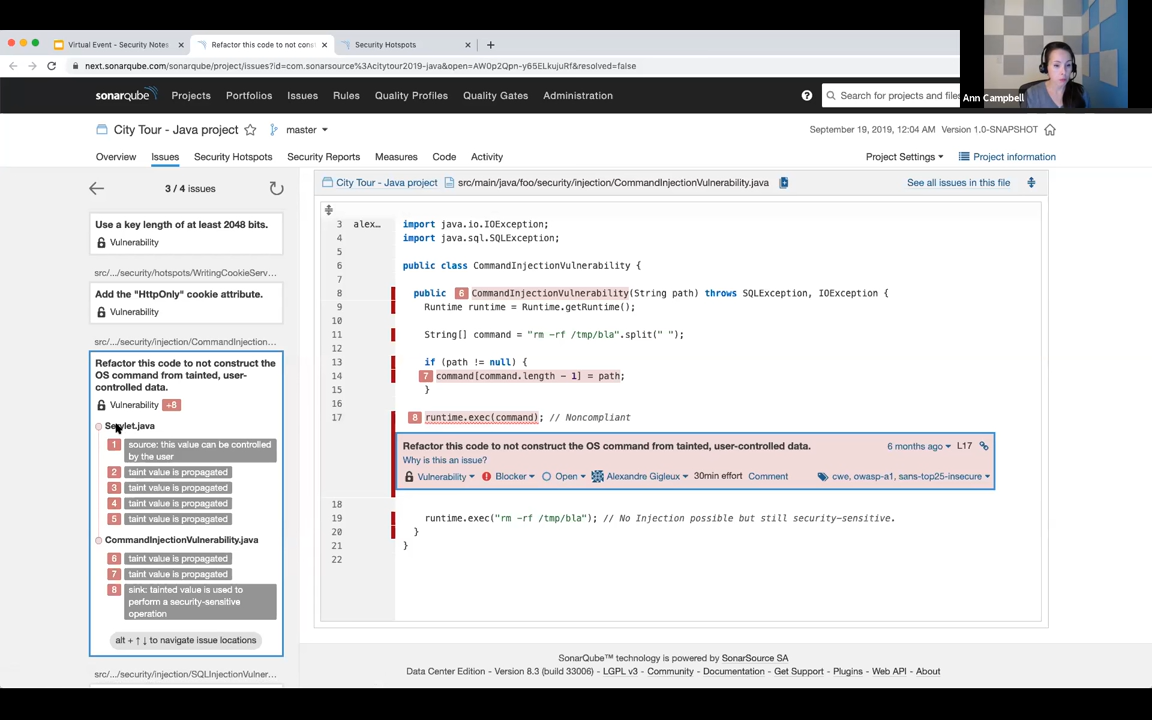 Virtual Event - Security Notes
Refactor this code to not const
Security Hotspots
next.sonarqube.com/sonarqube/project/issues?id=com.sonarsource%3Acitytour2019-java&open=AW0p2Qpn-y65ELkujuRf&resolved=false
Ann Campbell
sonarqube
Projects
Portfolios
Issues
Rules
Quality Profiles
Quality Gates
Administration
Search for projects and files
City Tour - Java project
master
September 19, 2019, 12:04 AM Version 1.0-SNAPSHOT
Overview
Issues
Security Hotspots
Security Reports
Measures
Code
Activity
Project Settings
Project information
3 / 4 issues
Use a key length of at least 2048 bits.
Vulnerability
src/.../security/hotspots/WritingCookieServ...
Add the "HttpOnly" cookie attribute.
Vulnerability
src/.../security/injection/CommandInjection...
Refactor this code to not construct the
OS command from tainted, user-
controlled data.
Vulnerability +8
Servlet.java
1 source: this value can be controlled
by the user
2 taint value is propagated
3 taint value is propagated
4 taint value is propagated
5 taint value is propagated
CommandInjectionVulnerability.java
6 taint value is propagated
7 taint value is propagated
8 sink: tainted value is used to
perform a security-sensitive
operation
alt + ↑ ↓ to navigate issue locations
src/.../security/injection/SQLInjectionVulner...
City Tour - Java project src/main/java/foo/security/injection/CommandInjectionVulnerability.java
See all issues in this file
3 alex... import java.io.IOException;
4 import java.sql.SQLException;
5
6 public class CommandInjectionVulnerability {
7
8 public 6 CommandInjectionVulnerability(String path) throws SQLException, IOException {
9 Runtime runtime = Runtime.getRuntime();
10
11 String[] command = "rm -rf /tmp/bla".split(" ");
12
13 if (path != null) {
14 7 command[command.length - 1] = path;
15 }
16
17 8 runtime.exec(command); // Noncompliant
Refactor this code to not construct the OS command from tainted, user-controlled data. 6 months ago L17
Why is this an issue?
Vulnerability Blocker Open Alexandre Gigleux 30min effort Comment cwe, owasp-a1, sans-top25-insecure
18
19 runtime.exec("rm -rf /tmp/bla"); // No Injection possible but still security-sensitive.
20 }
21 }
22
SonarQube™ technology is powered by SonarSource SA
Data Center Edition - Version 8.3 (build 33006) - LGPL v3 - Community - Documentation - Get Support - Plugins - Web API - About